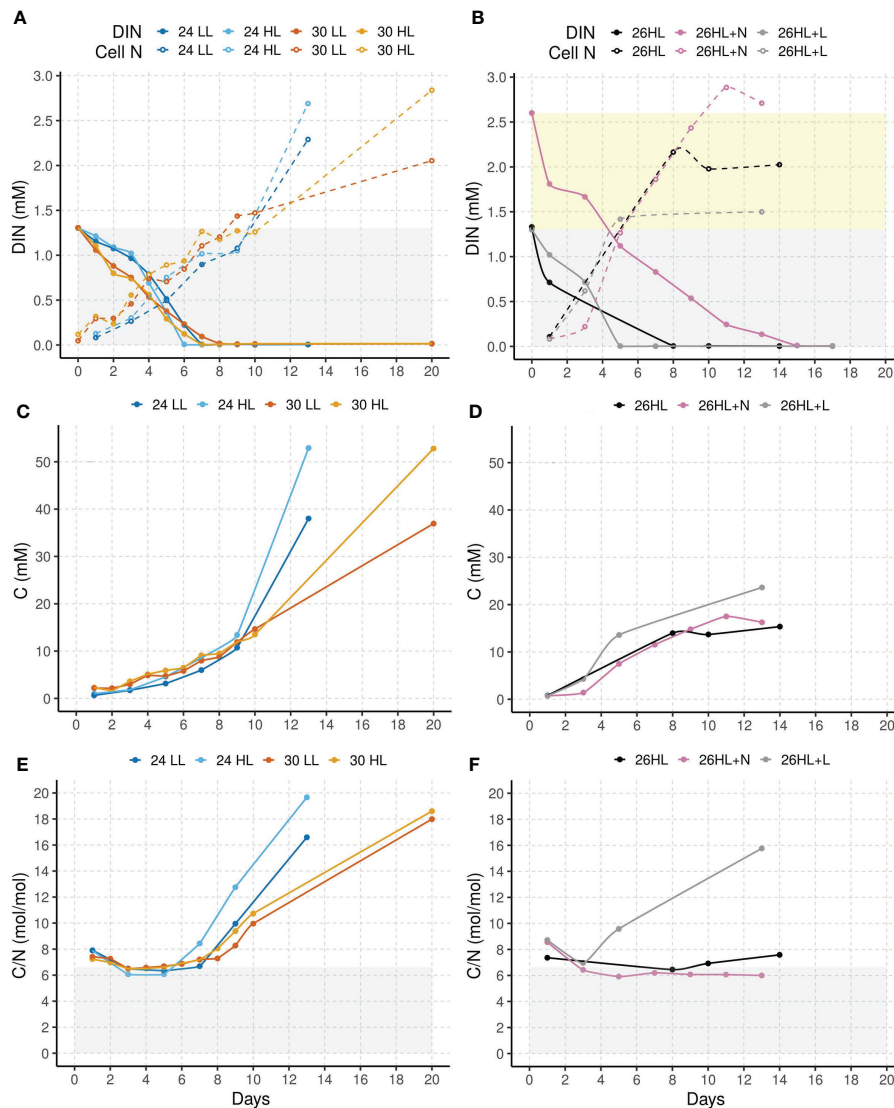 A
DIN 24 LL 24 HL 30 LL 30 HL
Cell N 24 LL 24 HL 30 LL 30 HL
DIN (mM)
3.0
2.5
2.0
1.5
1.0
0.5
0.0
0 2 4 6 8 10 12 14 16 18 20
B
DIN 26HL 26HL+N 26HL+L
Cell N 26HL 26HL+N 26HL+L
DIN (mM)
3.0
2.5
2.0
1.5
1.0
0.5
0.0
0 2 4 6 8 10 12 14 16 18 20
C
24 LL 24 HL 30 LL 30 HL
C (mM)
50
40
30
20
10
0
0 2 4 6 8 10 12 14 16 18 20
D
26HL 26HL+N 26HL+L
C (mM)
50
40
30
20
10
0
0 2 4 6 8 10 12 14 16 18 20
E
24 LL 24 HL 30 LL 30 HL
C/N (mol/mol)
20
18
16
14
12
10
8
6
4
2
0
0 2 4 6 8 10 12 14 16 18 20
Days
F
26HL 26HL+N 26HL+L
C/N (mol/mol)
20
18
16
14
12
10
8
6
4
2
0
0 2 4 6 8 10 12 14 16 18 20
Days